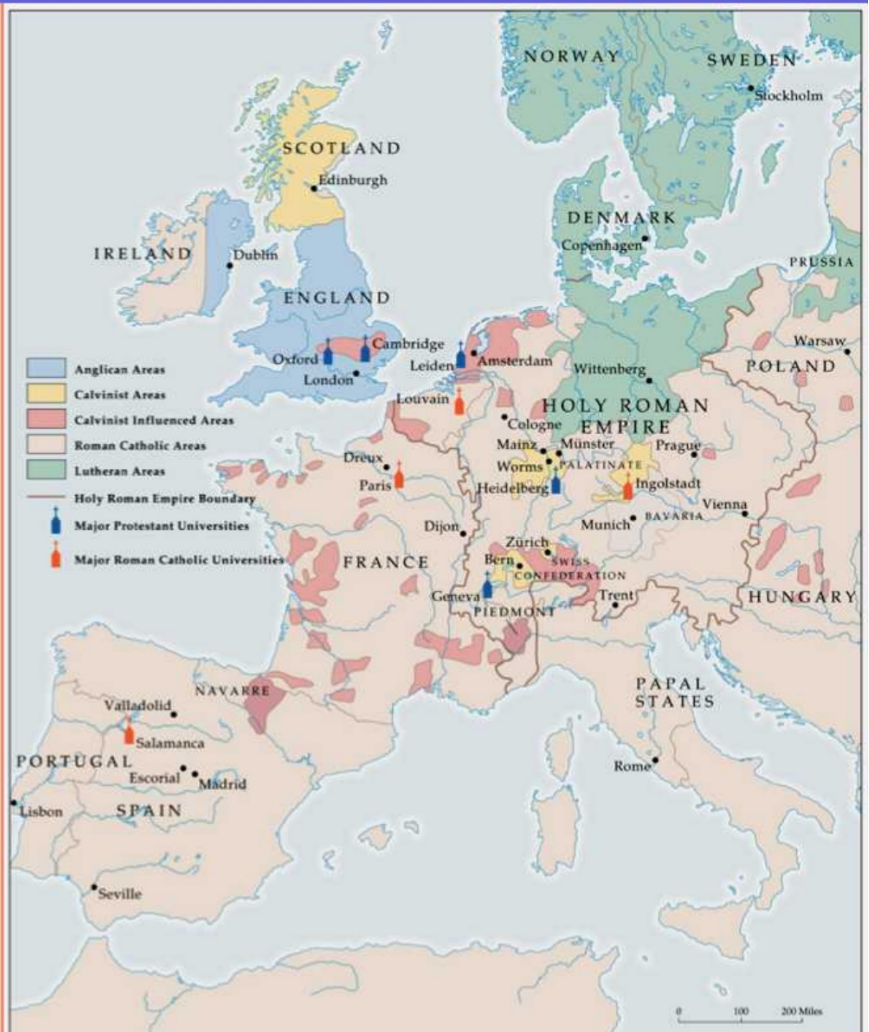 NORWAY
SWEDEN
Stockholm
SCOTLAND
Edinburgh
DENMARK
Copenhagen
IRELAND
Dublin
PRUSSIA
ENGLAND
Cambridge
Oxford
London
Leiden
Amsterdam
Warsaw
POLAND
Wittenberg
Louvain
HOLY ROMAN
EMPIRE
Cologne
Anglican Areas
Calvinist Areas
Calvinist Influenced Areas
Roman Catholic Areas
Lutheran Areas
Holy Roman Empire Boundary
Major Protestant Universities
Major Roman Catholic Universities
Mainz
Münster
Prague
Dreux
Worms
PALATINATE
Paris
Heidelberg
Ingolstadt
Vienna
Munich
BAVARIA
Dijon
Zürich
FRANCE
Bern
SWISS
CONFEDERATION
Geneva
Trent
HUNGARY
PIEDMONT
NAVARRE
PAPAL
STATES
Valladolid
Salamanca
PORTUGAL
Escorial
Madrid
Rome
Lisbon
SPAIN
Seville
0 100 200 Miles